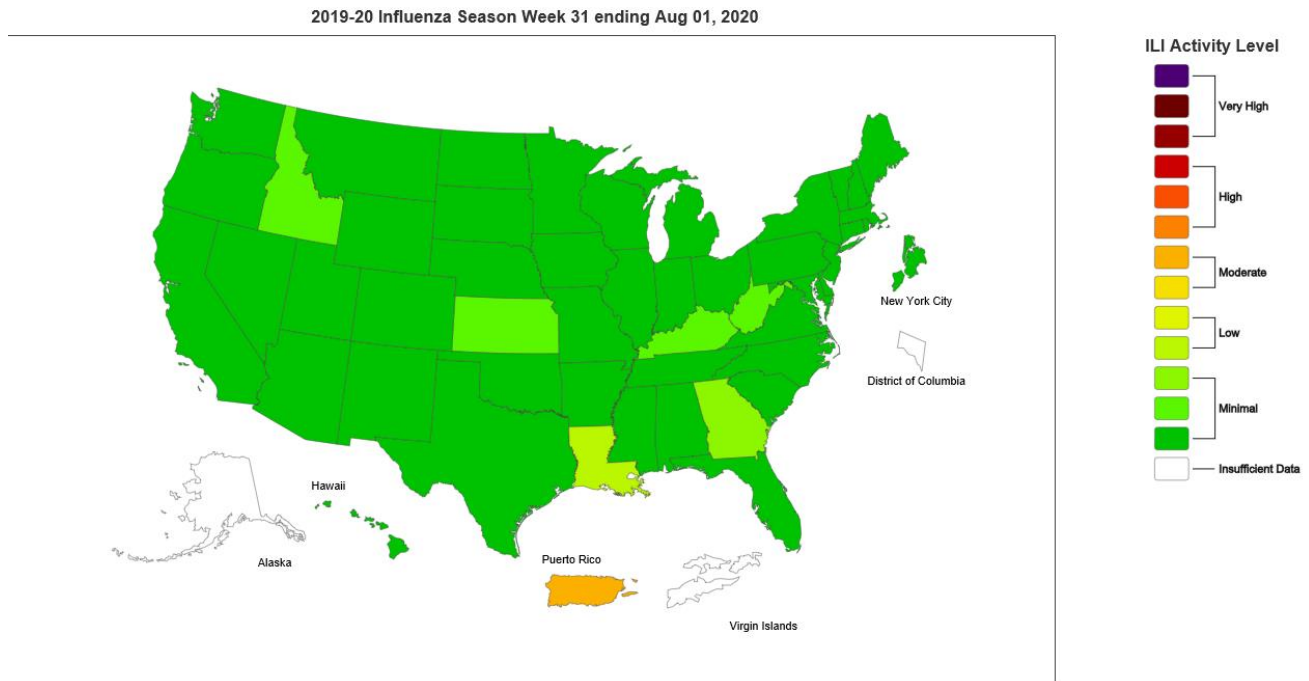 2019-20 Influenza Season Week 31 ending Aug 01, 2020
ILI Activity Level
Very High
High
Moderate
Low
Minimal
Insufficient Data
New York City
District of Columbia
Hawaii
Alaska
Puerto Rico
Virgin Islands